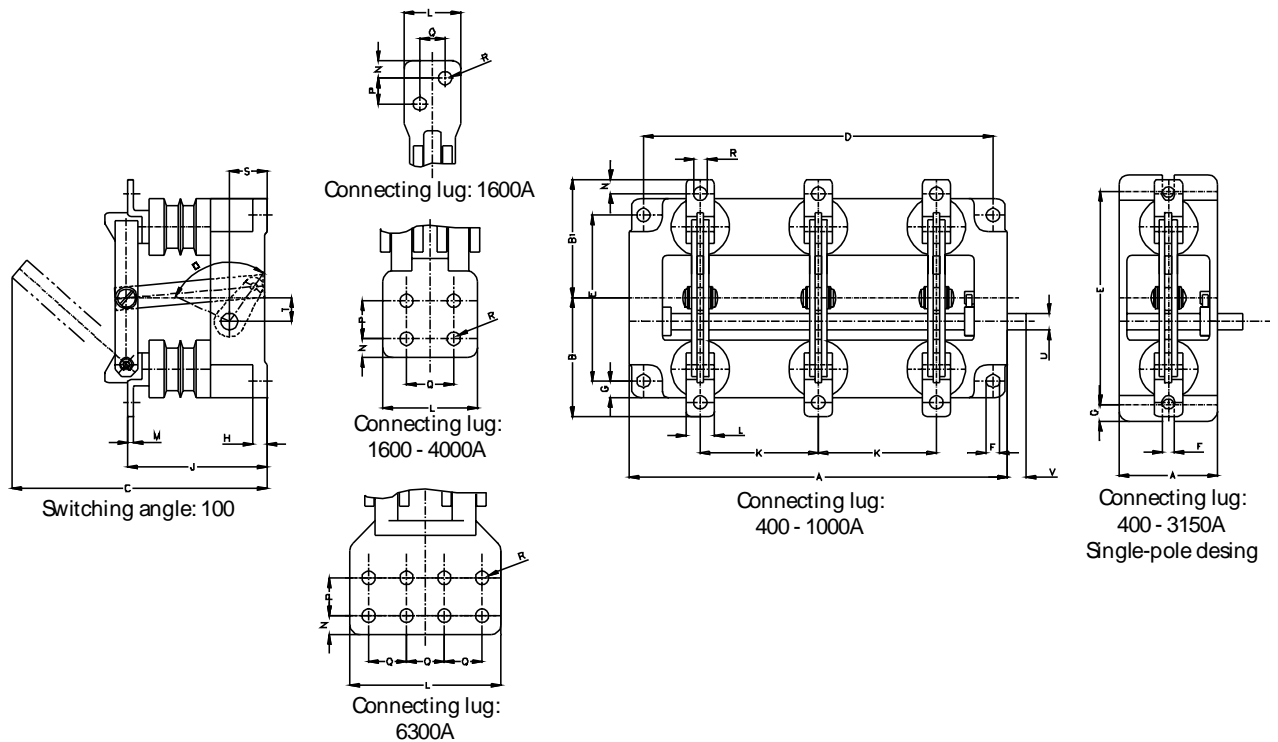 L
Q
N
P
R
Connecting lug: 1600A
S
D
T
M
H
J
C
Switching angle: 100
P
N
R
Q
L
Connecting lug:
1600 - 4000A
P
N
R
Q Q Q
L
Connecting lug:
6300A
D
R
N
B1
E
B
G
L
F
U
K K
A
V
Connecting lug:
400 - 1000A
E
G
F
A
Connecting lug:
400 - 3150A
Single-pole desing